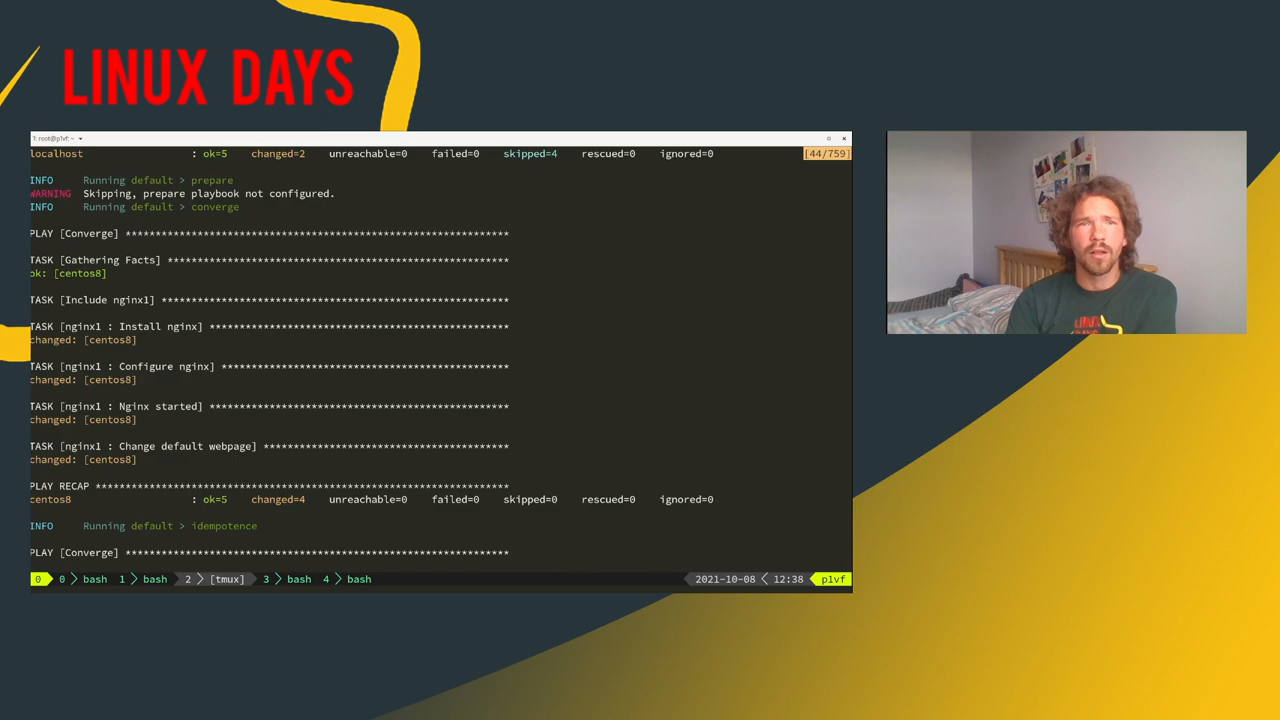 LINUX DAYS
1: root@p1vf: ~
localhost : ok=5 changed=2 unreachable=0 failed=0 skipped=4 rescued=0 ignored=0 [44/759]
INFO Running default > prepare
WARNING Skipping, prepare playbook not configured.
INFO Running default > converge
PLAY [Converge] *********************************************************
TASK [Gathering Facts] **************************************************
ok: [centos8]
TASK [Include nginx1] ***************************************************
TASK [nginx1 : Install nginx] *******************************************
changed: [centos8]
TASK [nginx1 : Configure nginx] *****************************************
changed: [centos8]
TASK [nginx1 : Nginx started] *******************************************
changed: [centos8]
TASK [nginx1 : Change default webpage] **********************************
changed: [centos8]
PLAY RECAP **************************************************************
centos8 : ok=5 changed=4 unreachable=0 failed=0 skipped=0 rescued=0 ignored=0
INFO Running default > idempotence
PLAY [Converge] *********************************************************
0 0 bash 1 bash 2 [tmux] 3 bash 4 bash 2021-10-08 12:38 p1vf